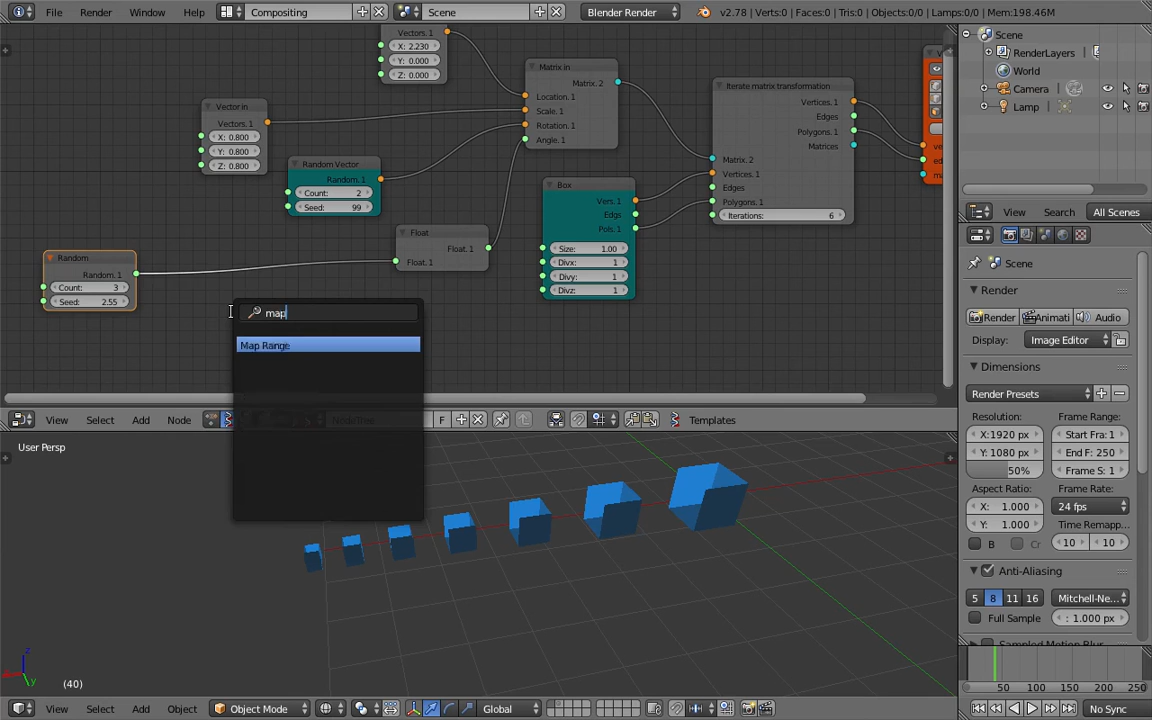 File Render Window Help Compositing Scene Blender Render v2.78 | Verts:0 | Faces:0 | Tris:0 | Objects:0/0 | Lamps:0/0 | Mem:198.46M
Vectors. 1
X: 2.230
Y: 0.000
Z: 0.000
Vector in
Vectors. 1
X: 0.800
Y: 0.800
Z: 0.800
Random Vector
Random. 1
Count: 2
Seed: 99
Random
Random. 1
Count: 3
Seed: 2.55
Float
Float. 1
Float. 1
Matrix in
Matrix. 2
Location. 1
Scale. 1
Rotation. 1
Angle. 1
Box
Vers. 1
Edgs
Pols. 1
Size: 1.00
Divx: 1
Divy: 1
Divz: 1
Iterate matrix transformation
Vertices. 1
Edges
Polygons. 1
Matrices
Matrix. 2
Vertices. 1
Edges
Polygons. 1
Iterations: 6
map
Map Range
View Select Add Node NodeTree F Templates
User Persp
(40)
View Select Add Object Object Mode Global
Scene
RenderLayers
World
Camera
Lamp
View Search All Scenes
Scene
Render
Render Animati Audio
Display: Image Editor
Dimensions
Render Presets
Resolution: Frame Range:
X:1920 px Start Fra: 1
Y: 1080 px End F: 250
50% Frame S: 1
Aspect Ratio: Frame Rate:
X: 1.000 24 fps
Y: 1.000 Time Remapp...
B Cr 10 10
Anti-Aliasing
5 8 11 16 Mitchell-Ne...
Full Sample : 1.000 px
Sampled Motion Blur
50 100 150 200 250
No Sync